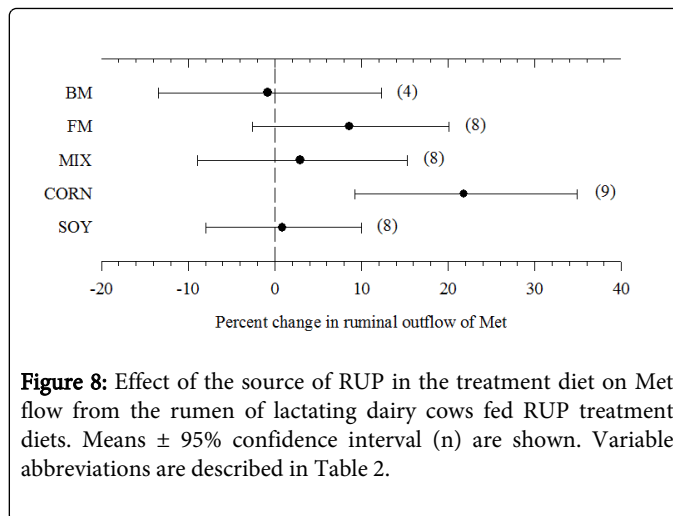 BM (4)
FM (8)
MIX (8)
CORN (9)
SOY (8)
-20 -10 0 10 20 30 40
Percent change in ruminal outflow of Met
Figure 8: Effect of the source of RUP in the treatment diet on Met
flow from the rumen of lactating dairy cows fed RUP treatment
diets. Means ± 95% confidence interval (n) are shown. Variable
abbreviations are described in Table 2.